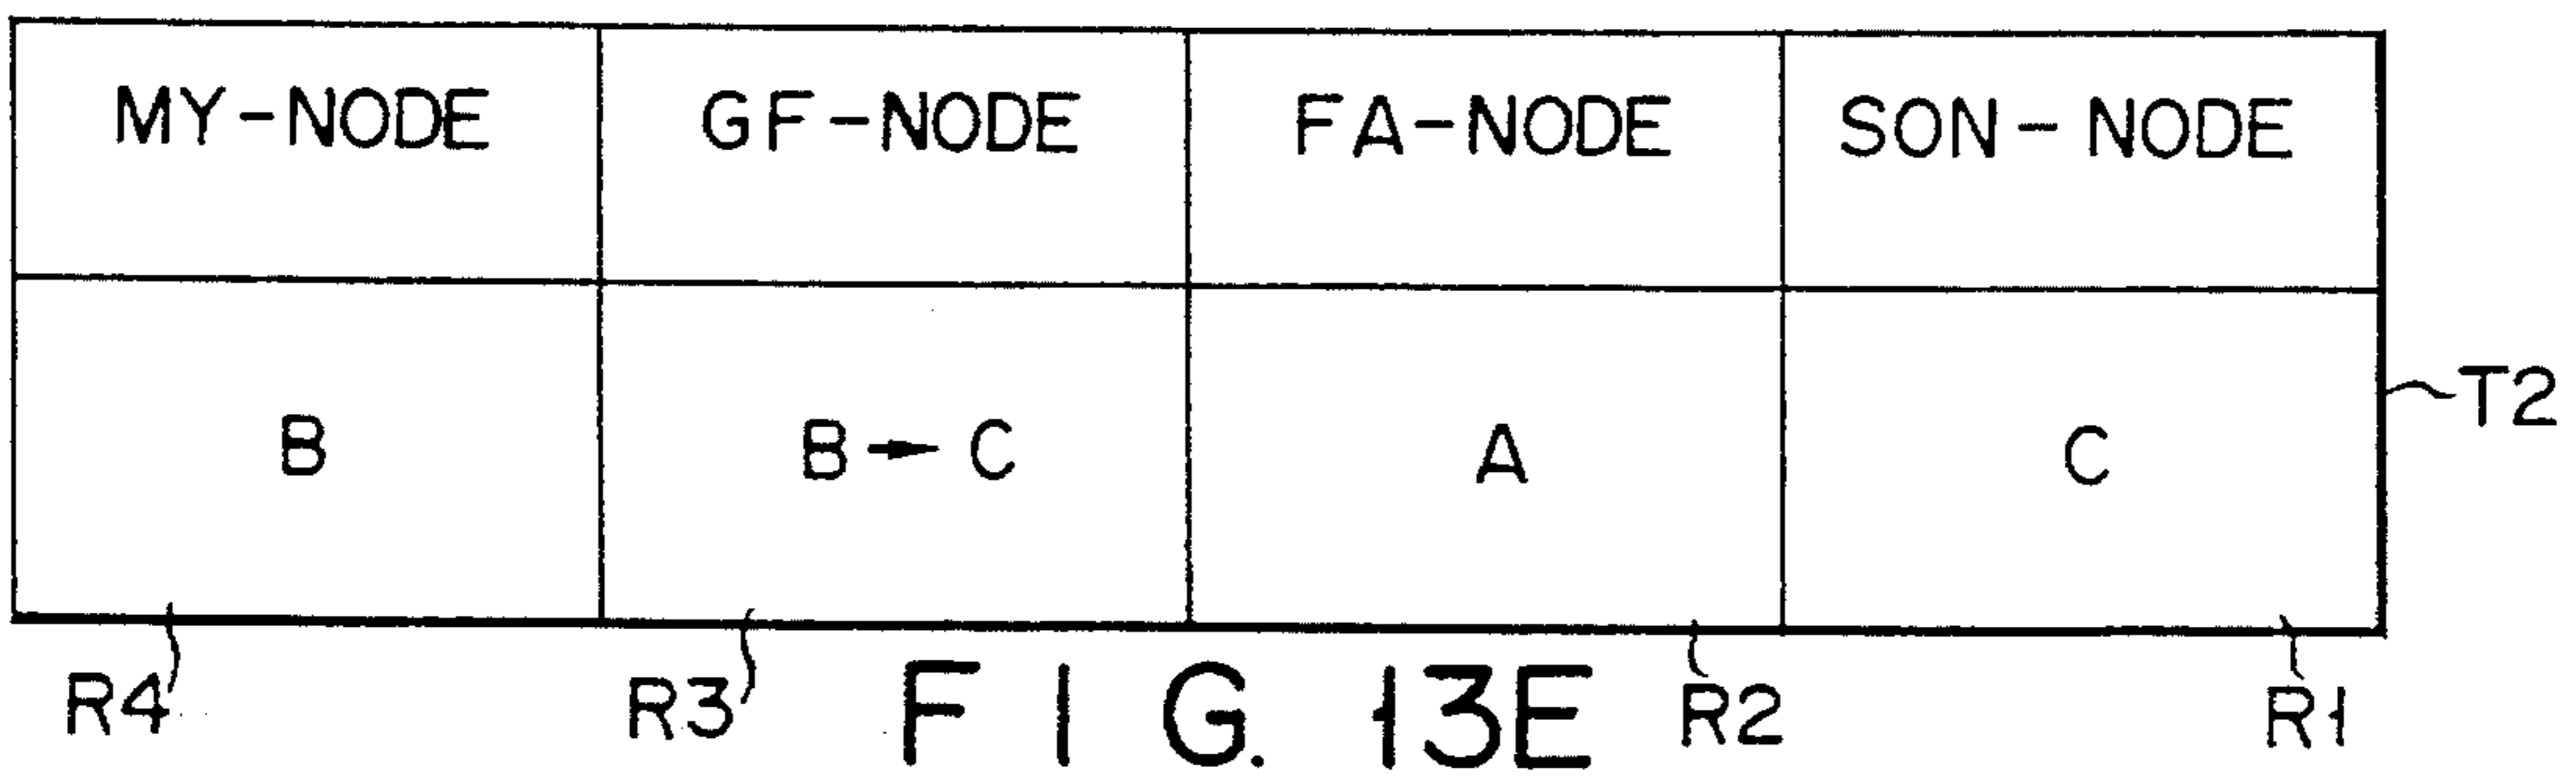 MY-NODE GF-NODE FA-NODE SON-NODE
B B→C A C
T2
R4 R3 R2 R1
FIG. 13E